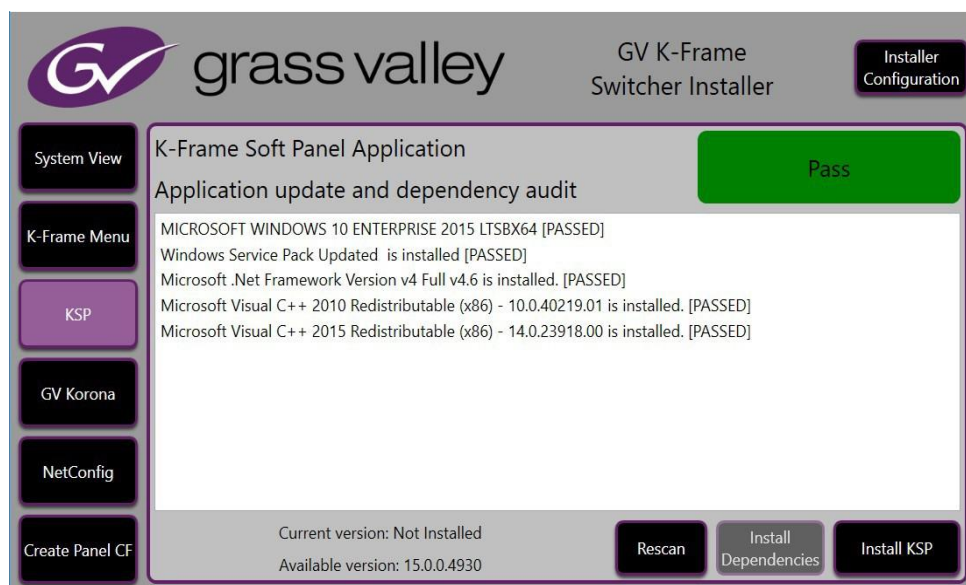 GV grass valley
GV K-Frame
Switcher Installer
Installer
Configuration
System View
K-Frame Menu
KSP
GV Korona
NetConfig
Create Panel CF
K-Frame Soft Panel Application
Application update and dependency audit
Pass
MICROSOFT WINDOWS 10 ENTERPRISE 2015 LTSBX64 [PASSED]
Windows Service Pack Updated  is installed [PASSED]
Microsoft .Net Framework Version v4 Full v4.6 is installed. [PASSED]
Microsoft Visual C++ 2010 Redistributable (x86) - 10.0.40219.01 is installed. [PASSED]
Microsoft Visual C++ 2015 Redistributable (x86) - 14.0.23918.00 is installed. [PASSED]
Current version: Not Installed
Available version: 15.0.0.4930
Rescan
Install
Dependencies
Install KSP